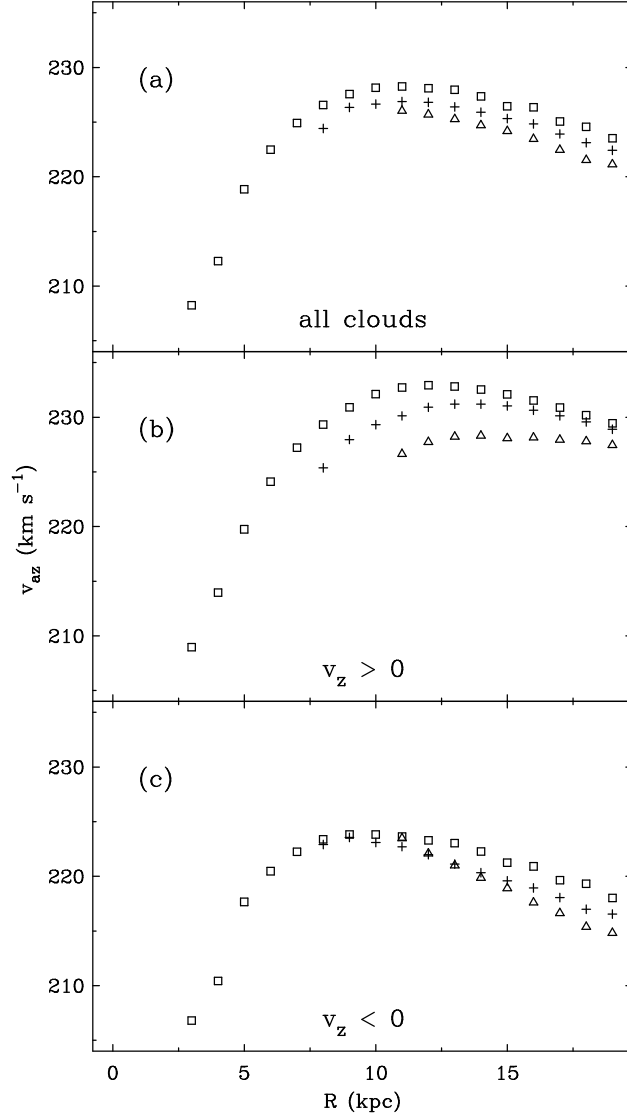 230
(a)
220
210
all clouds
230
(b)
220
210
v_z > 0
v_az (km s⁻¹)
230
(c)
220
210
v_z < 0
0 5 10 15
R (kpc)